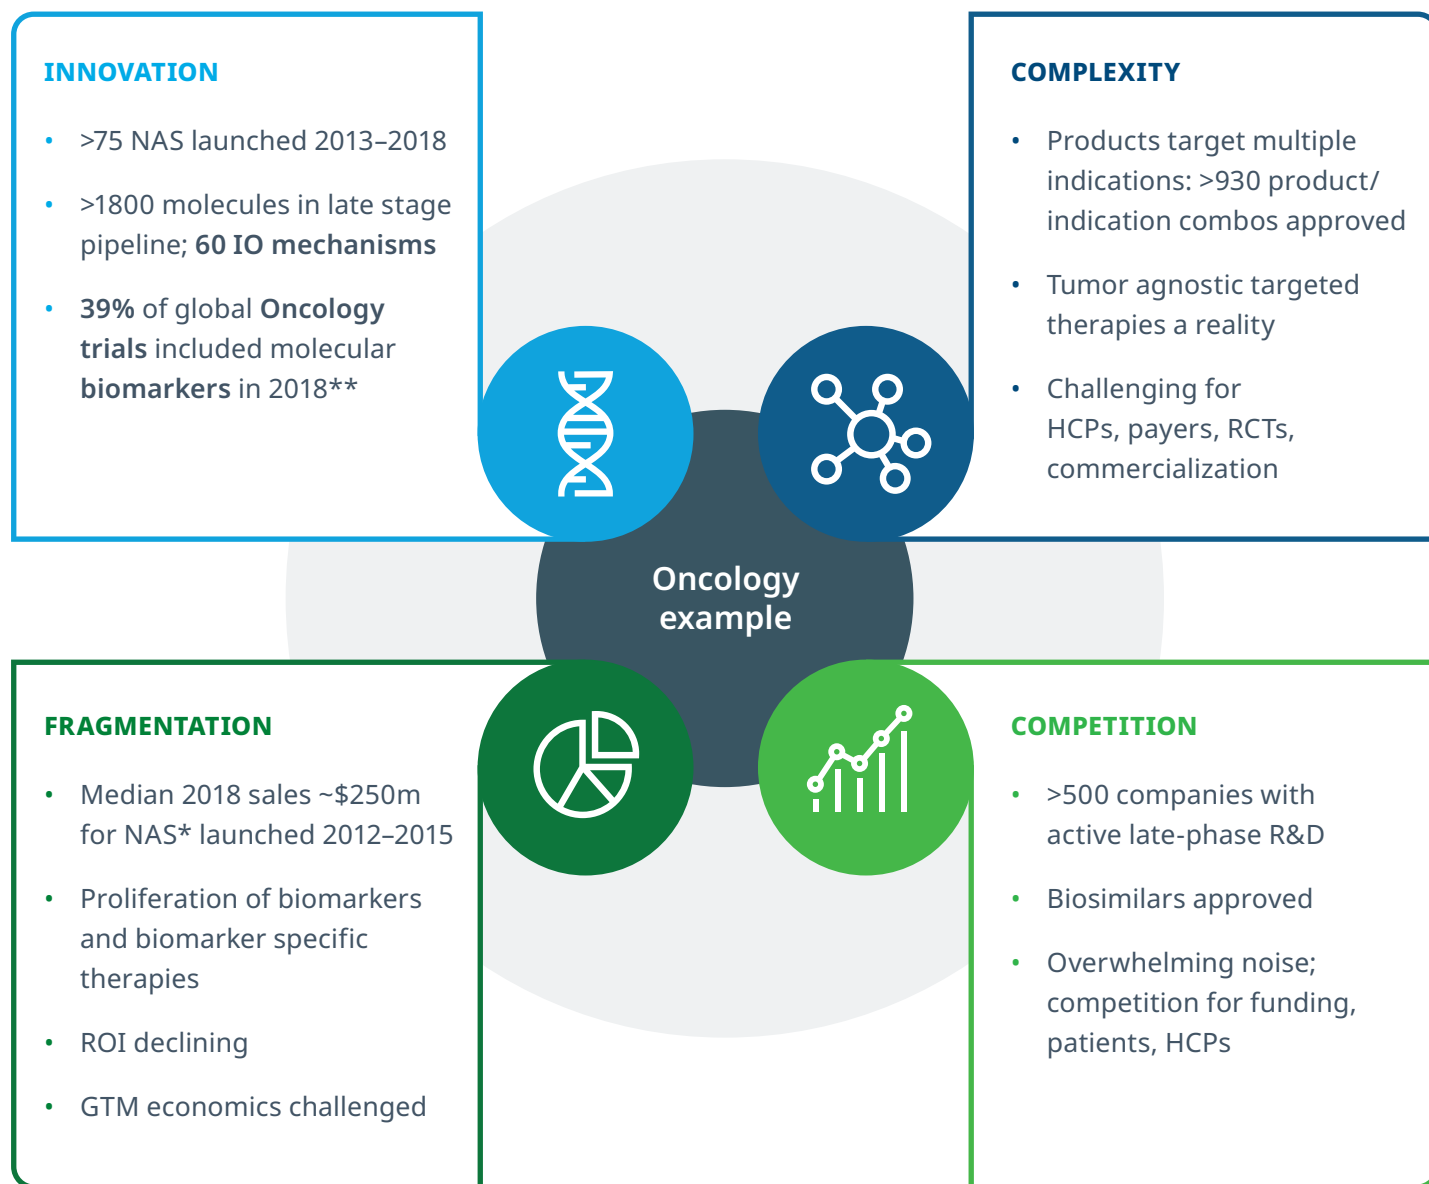 INNOVATION
• >75 NAS launched 2013–2018
• >1800 molecules in late stage
pipeline; 60 IO mechanisms
• 39% of global Oncology
trials included molecular
biomarkers in 2018**
COMPLEXITY
• Products target multiple
indications: >930 product/
indication combos approved
• Tumor agnostic targeted
therapies a reality
• Challenging for
HCPs, payers, RCTs,
commercialization
Oncology
example
FRAGMENTATION
• Median 2018 sales ~$250m
for NAS* launched 2012–2015
• Proliferation of biomarkers
and biomarker specific
therapies
• ROI declining
• GTM economics challenged
COMPETITION
• >500 companies with
active late-phase R&D
• Biosimilars approved
• Overwhelming noise;
competition for funding,
patients, HCPs